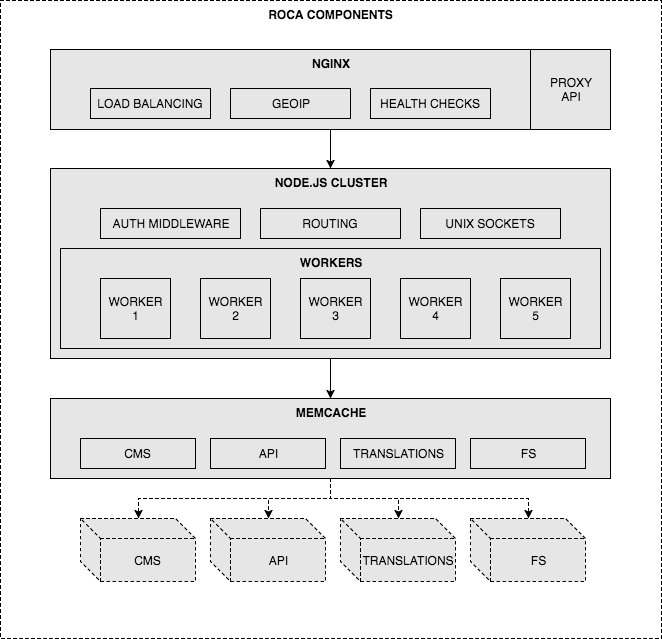 ROCA COMPONENTS
NGINX
LOAD BALANCING
GEOIP
HEALTH CHECKS
PROXY
API
NODE.JS CLUSTER
AUTH MIDDLEWARE
ROUTING
UNIX SOCKETS
WORKERS
WORKER
1
WORKER
2
WORKER
3
WORKER
4
WORKER
5
MEMCACHE
CMS
API
TRANSLATIONS
FS
CMS
API
TRANSLATIONS
FS